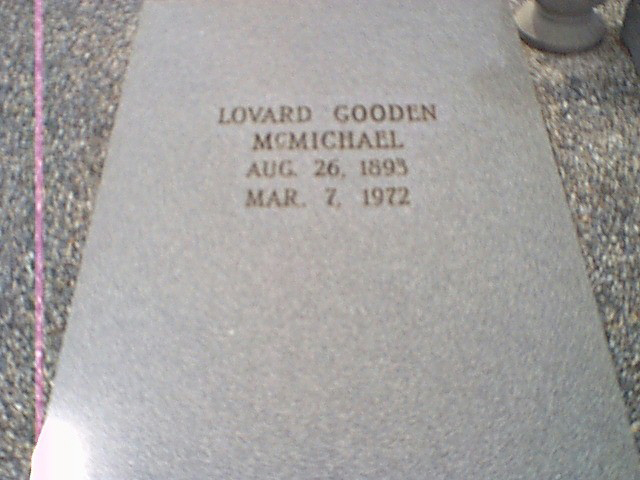 LOVARD GOODEN
McMICHAEL
AUG. 26, 1893
MAR. 7, 1972